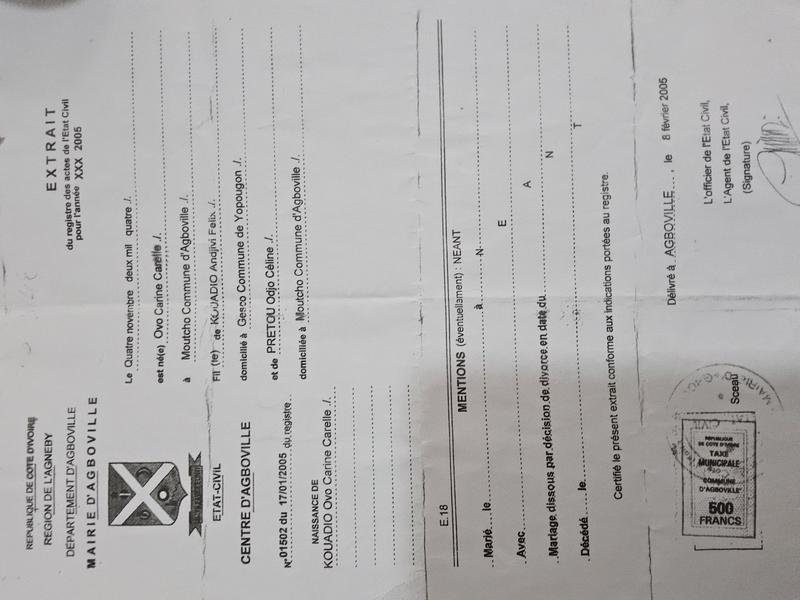 REPUBLIQUE DE COTE D'IVOIRE
REGION DE L'AGNEBY
DEPARTEMENT D'AGBOVILLE
MAIRIE D'AGBOVILLE
ETAT-CIVIL
CENTRE D'AGBOVILLE
N° 01502 du 17/01/2005 du registre
NAISSANCE DE
KOUADIO Ovo Carine Carelle ./.
EXTRAIT
du registre des actes de l'Etat Civil
pour l'année XXX 2005
Le Quatre novembre deux mil quatre ./.
est né(e) Ovo Carine Carelle ./.
à Moutcho Commune d'Agboville ./.
Fil (le) de KOUADIO Andjivi Felix ./.
domicilié à Gesco Commune de Yopougon ./.
et de PRETOU Odjo Céline ./.
domiciliée à Moutcho Commune d'Agboville ./.
E.18
MENTIONS (éventuellement) : NEANT
Marié le à N
Avec E
Mariage dissous par décision de divorce en date du A
N
Décédé le T
Certifié le présent extrait conforme aux indications portées au registre.
Délivré à AGBOVILLE, le 8 février 2005
L'officier de l'Etat Civil,
L'Agent de l'Etat Civil,
(Signature)
Sceau
REPUBLIQUE
DE COTE D'IVOIRE
TAXE
MUNICIPALE
COMMUNE
D'AGBOVILLE
500
FRANCS